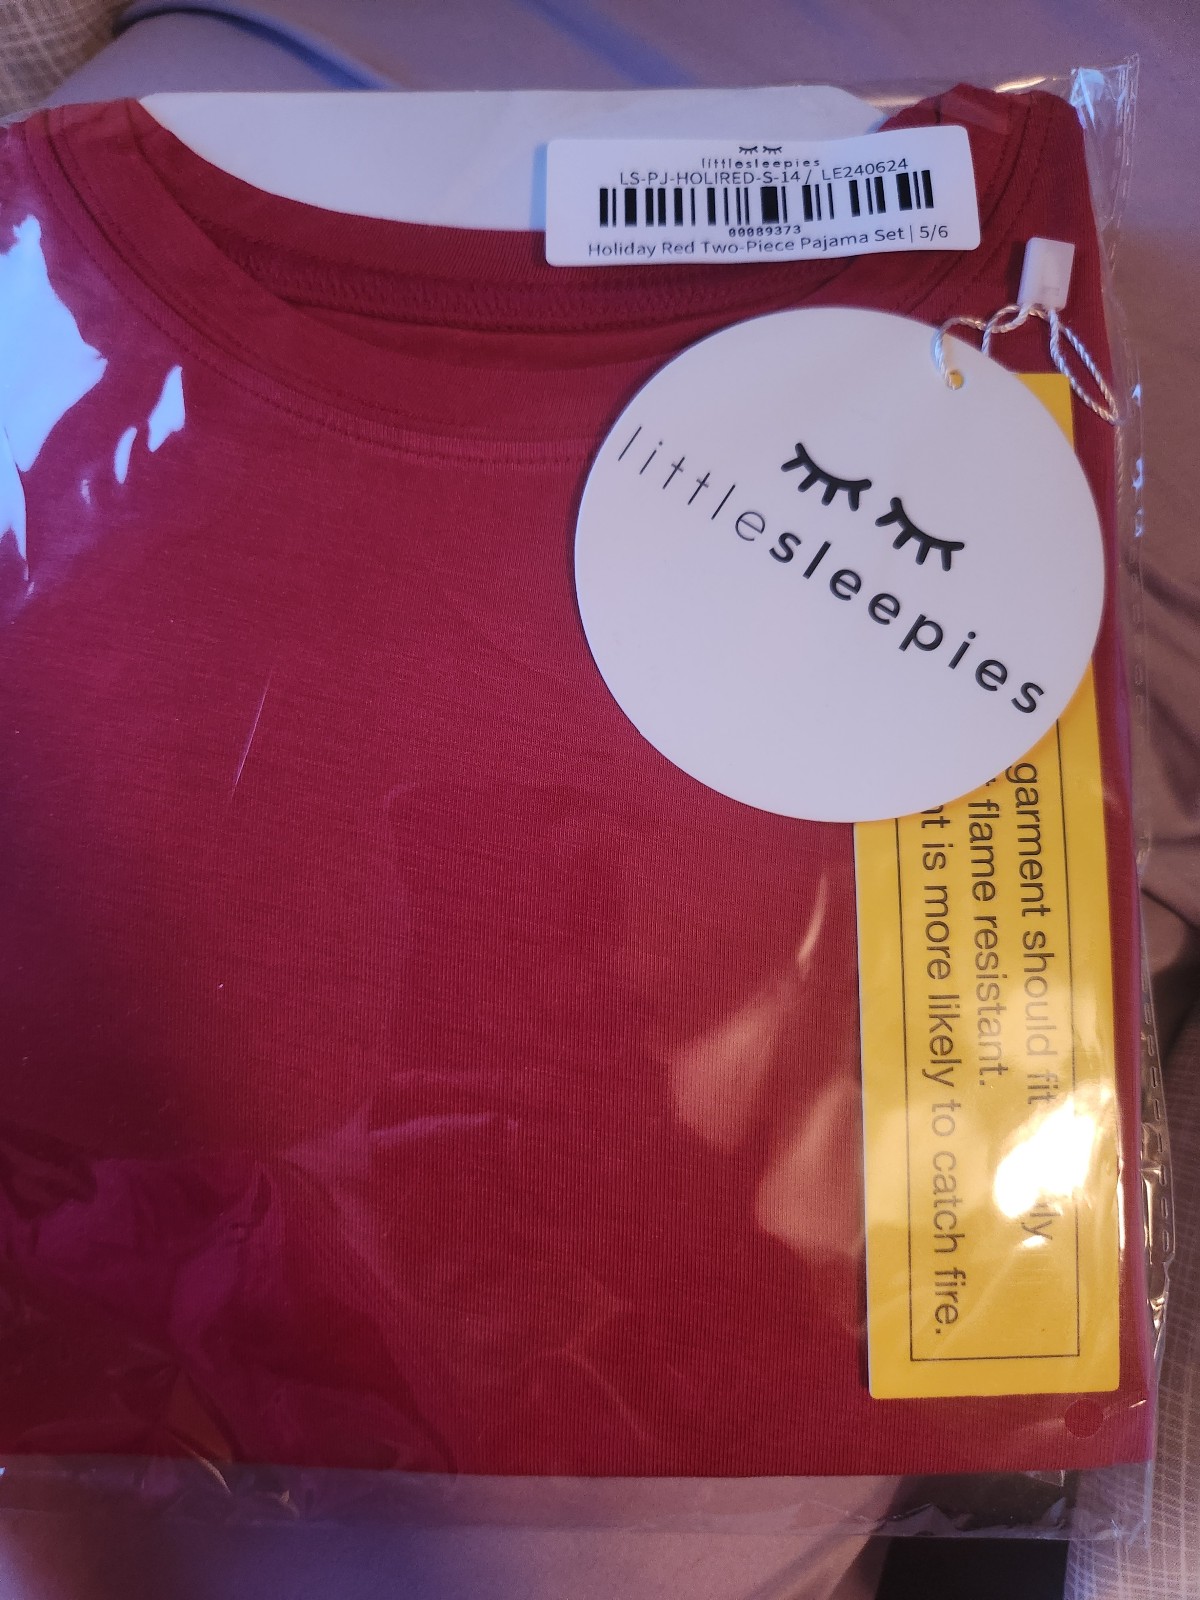 littlesleepies
LS-PJ-HOLIRED-S-14 / LE240624
00089373
Holiday Red Two-Piece Pajama Set | 5/6
littlesleepies
garment should fit
flame resistant.
is more likely to catch fire.